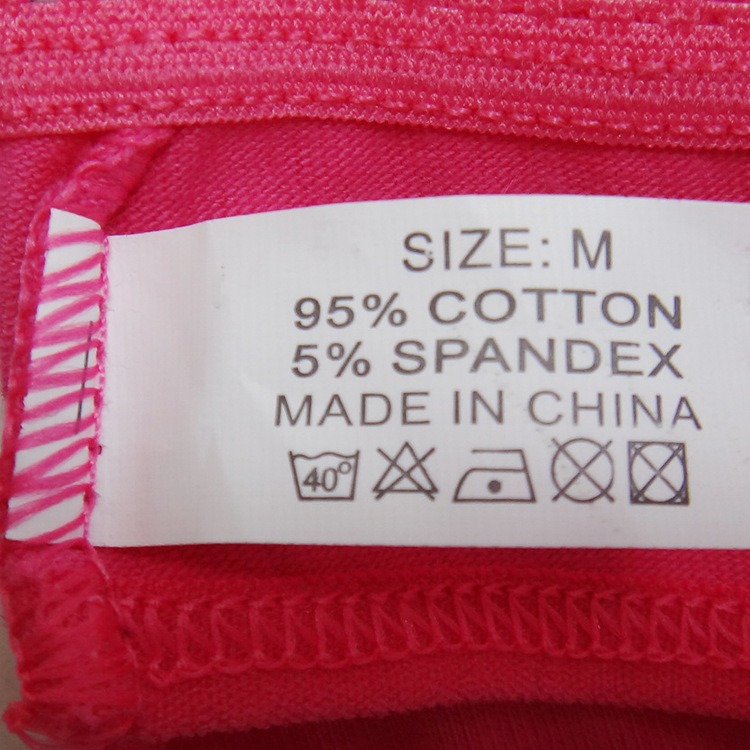 SIZE: M
95% COTTON
5% SPANDEX
MADE IN CHINA
40°